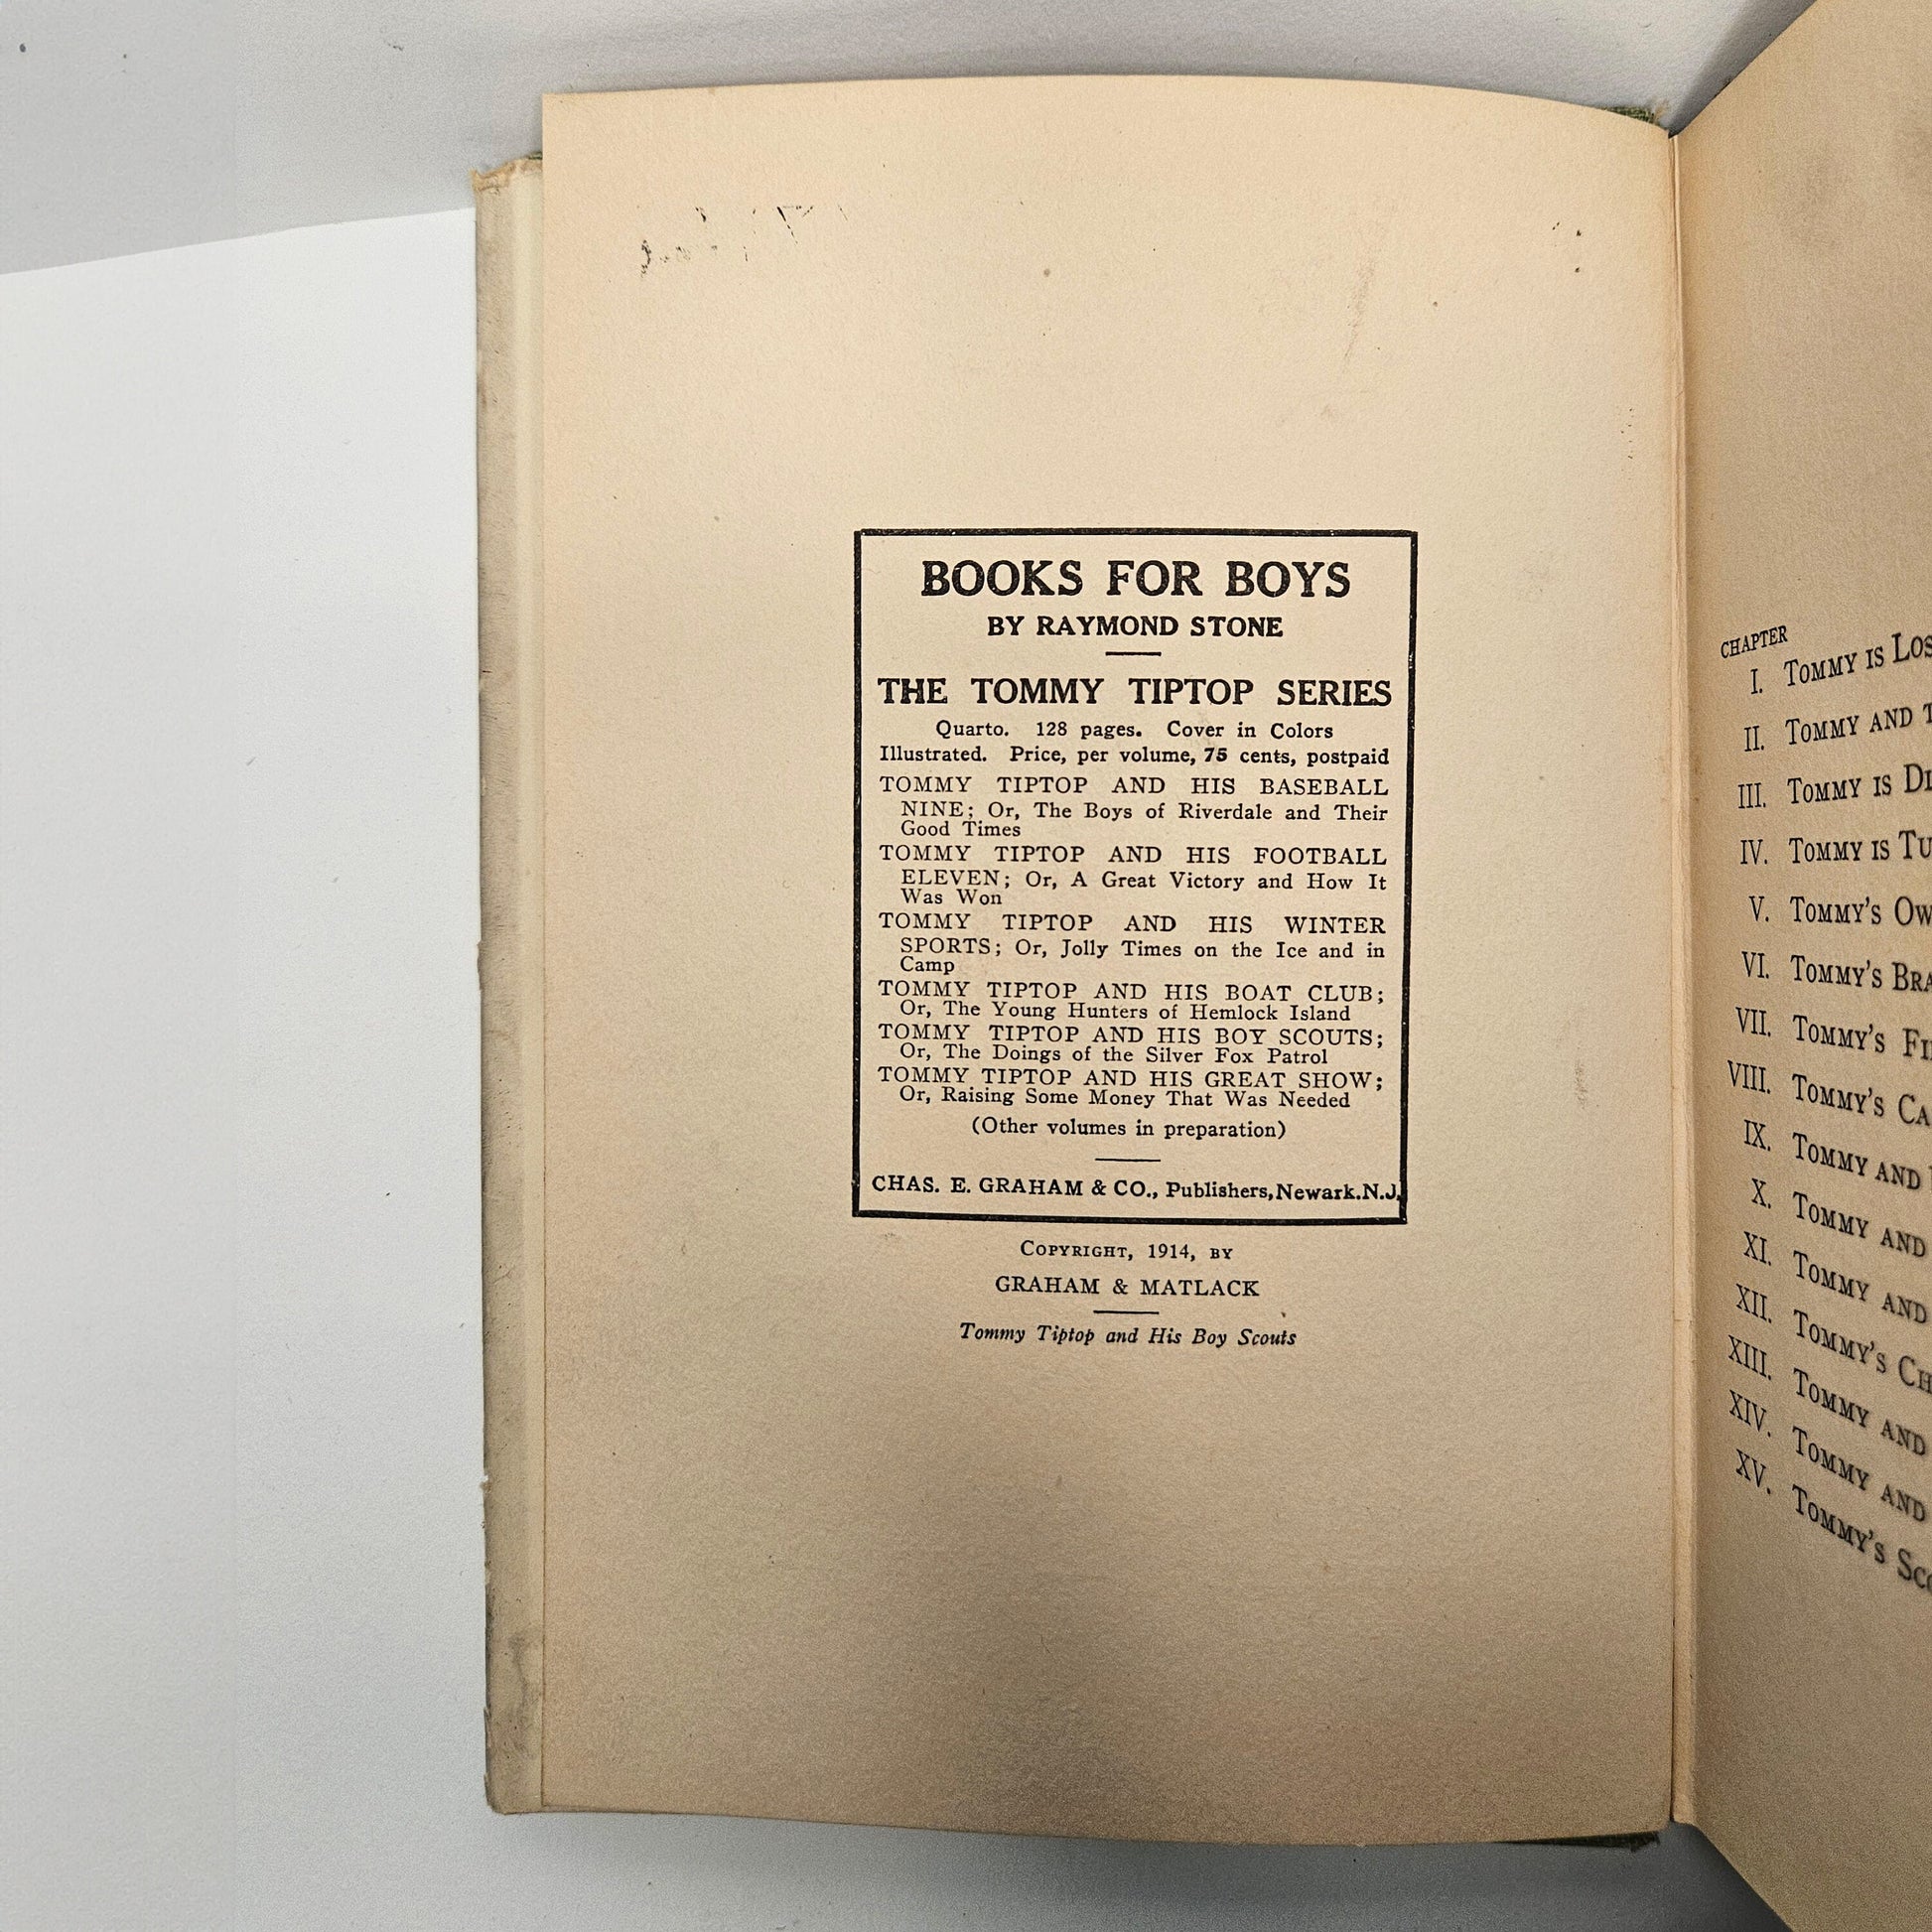 BOOKS FOR BOYS
BY RAYMOND STONE
THE TOMMY TIPTOP SERIES
Quarto. 128 pages. Cover in Colors
Illustrated. Price, per volume, 75 cents, postpaid
TOMMY TIPTOP AND HIS BASEBALL
NINE; Or, The Boys of Riverdale and Their
Good Times
TOMMY TIPTOP AND HIS FOOTBALL
ELEVEN; Or, A Great Victory and How It
Was Won
TOMMY TIPTOP AND HIS WINTER
SPORTS; Or, Jolly Times on the Ice and in
Camp
TOMMY TIPTOP AND HIS BOAT CLUB;
Or, The Young Hunters of Hemlock Island
TOMMY TIPTOP AND HIS BOY SCOUTS;
Or, The Doings of the Silver Fox Patrol
TOMMY TIPTOP AND HIS GREAT SHOW;
Or, Raising Some Money That Was Needed
(Other volumes in preparation)
CHAS. E. GRAHAM & CO., Publishers, Newark.N.J.
COPYRIGHT, 1914, BY
GRAHAM & MATLACK
Tommy Tiptop and His Boy Scouts
CHAPTER
I. TOMMY IS
II. TOMMY AND
III. TOMMY IS
IV. TOMMY IS
V. TOMMY'S
VI. TOMMY'S
VII. TOMMY'S
VIII. TOMMY'S
IX. TOMMY AND
X. TOMMY AND
XI. TOMMY AND
XII. TOMMY'S
XIII. TOMMY AND
XIV. TOMMY AND
XV. TOMMY'S